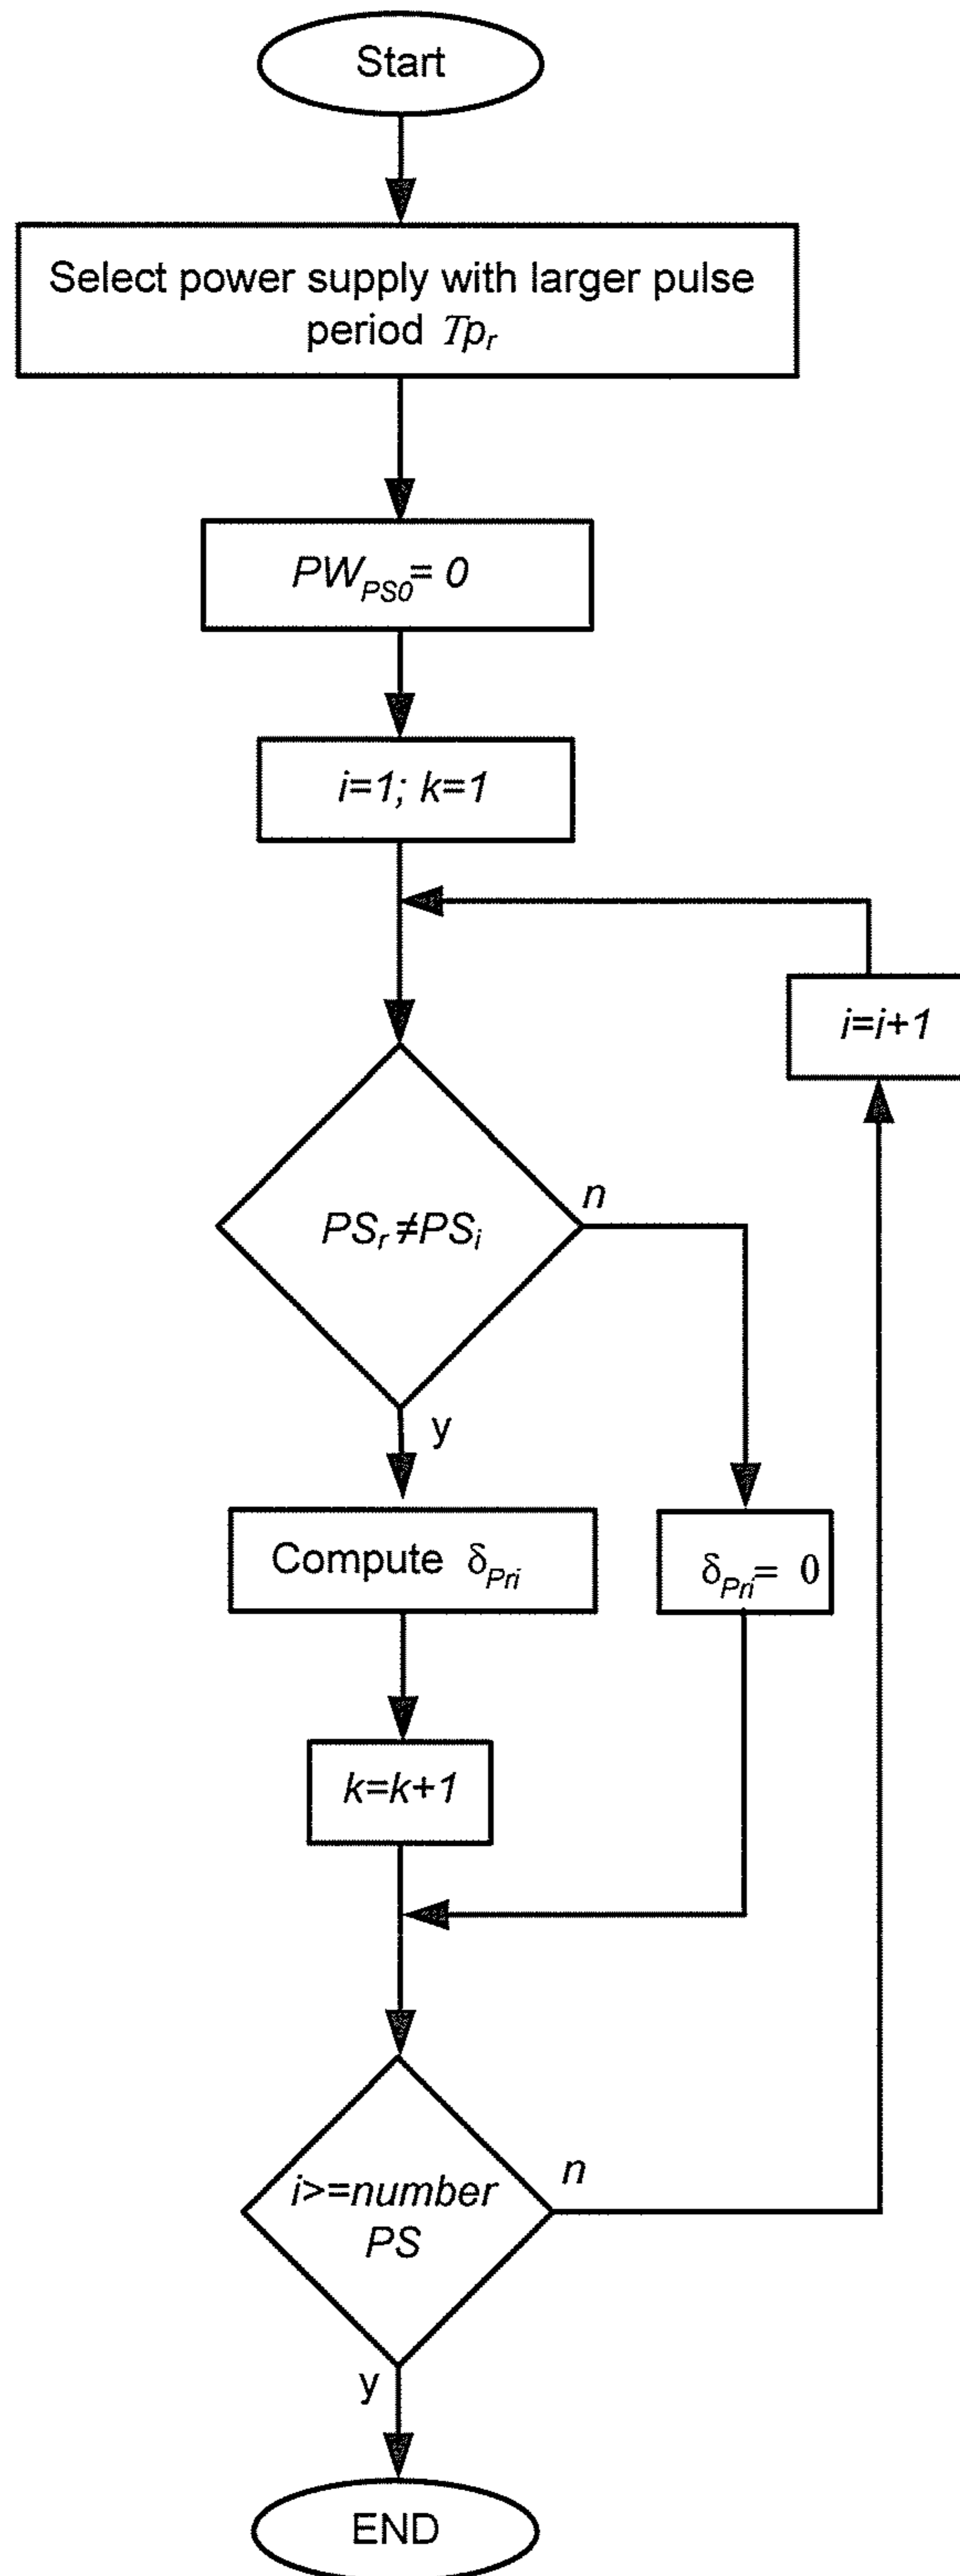 Start
Select power supply with larger pulse
period Tpr
PWPS0= 0
i=1; k=1
i=i+1
n
PSr ≠PSi
y
Compute δPri
δPri= 0
k=k+1
n
i>=number
PS
y
END